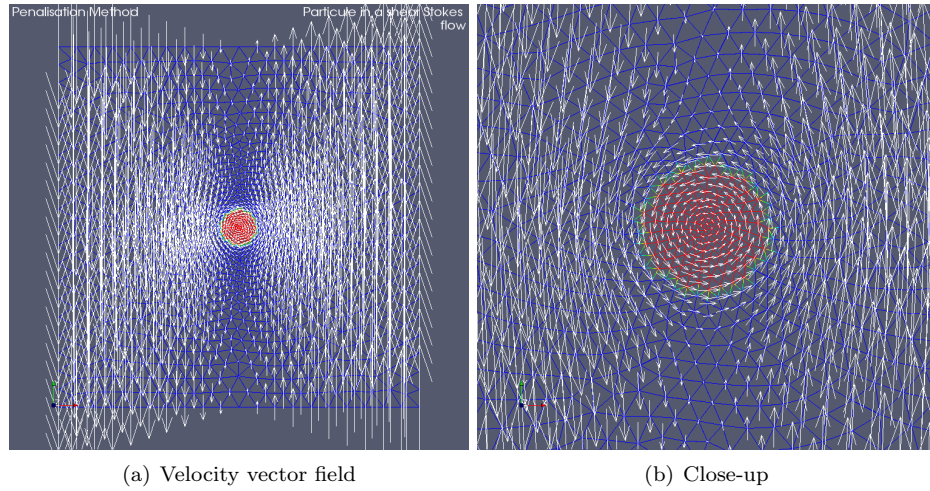 Penalisation Method
Particule in a shear Stokes
flow
(a) Velocity vector field
(b) Close-up